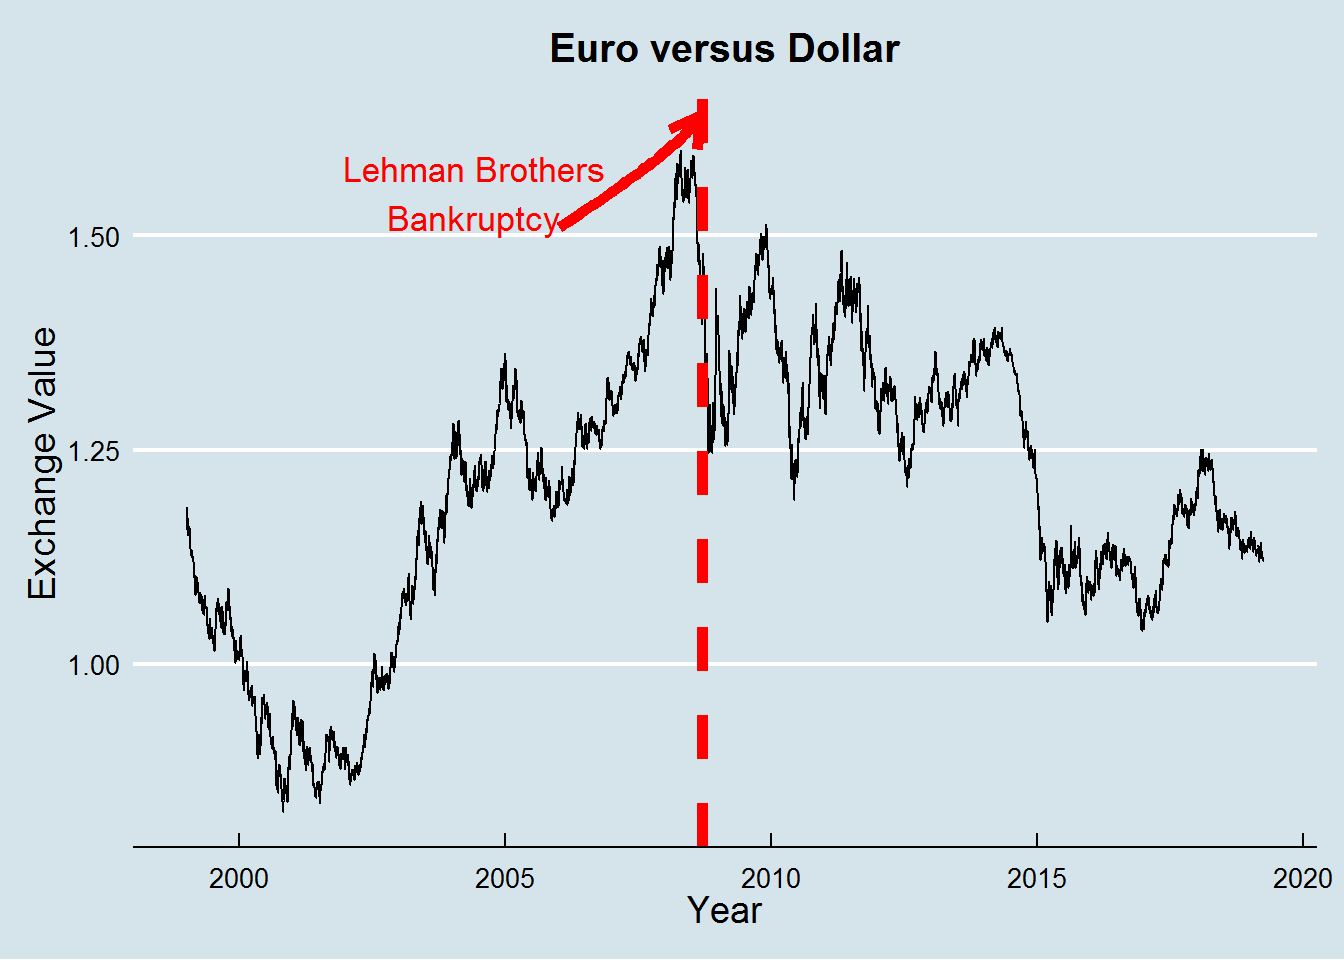 Euro versus Dollar
Lehman Brothers
Bankruptcy
1.50
1.25
1.00
Exchange Value
2000 2005 2010 2015 2020
Year